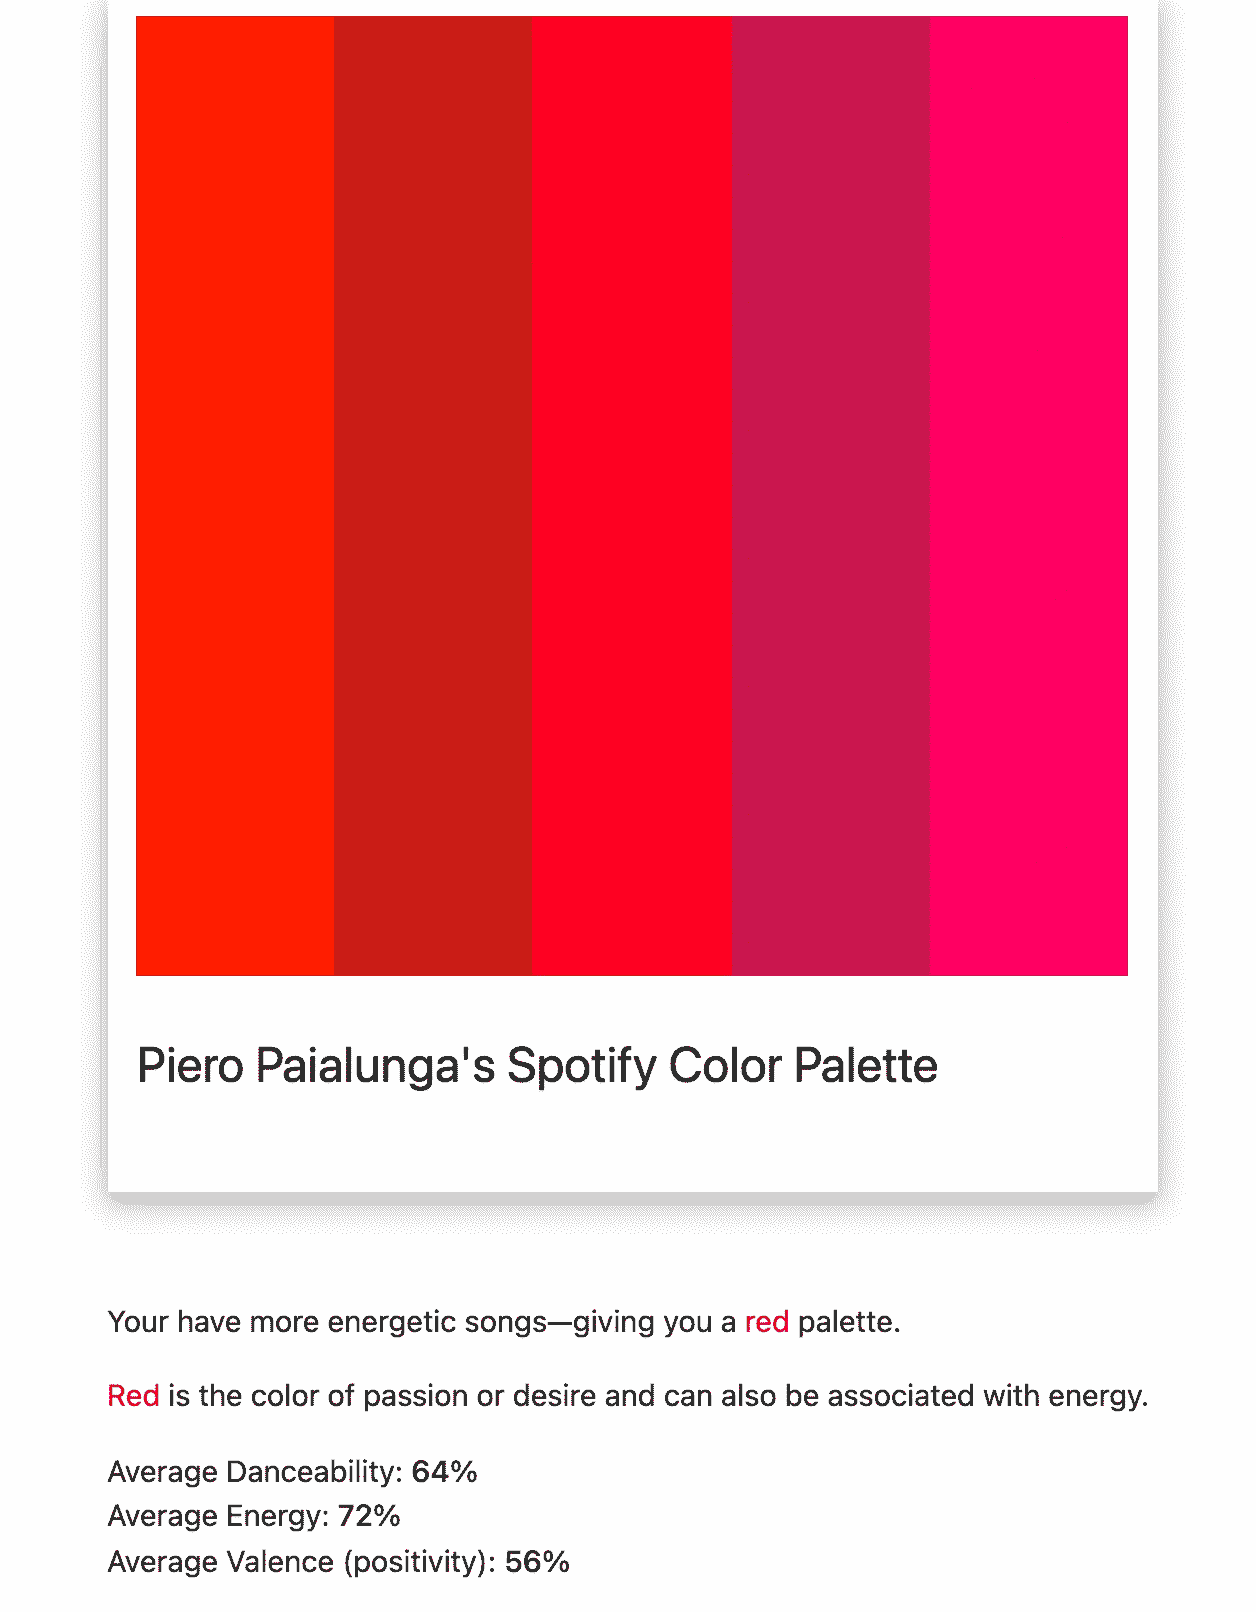 Piero Paialunga's Spotify Color Palette
Your have more energetic songs—giving you a red palette.
Red is the color of passion or desire and can also be associated with energy.
Average Danceability: 64%
Average Energy: 72%
Average Valence (positivity): 56%